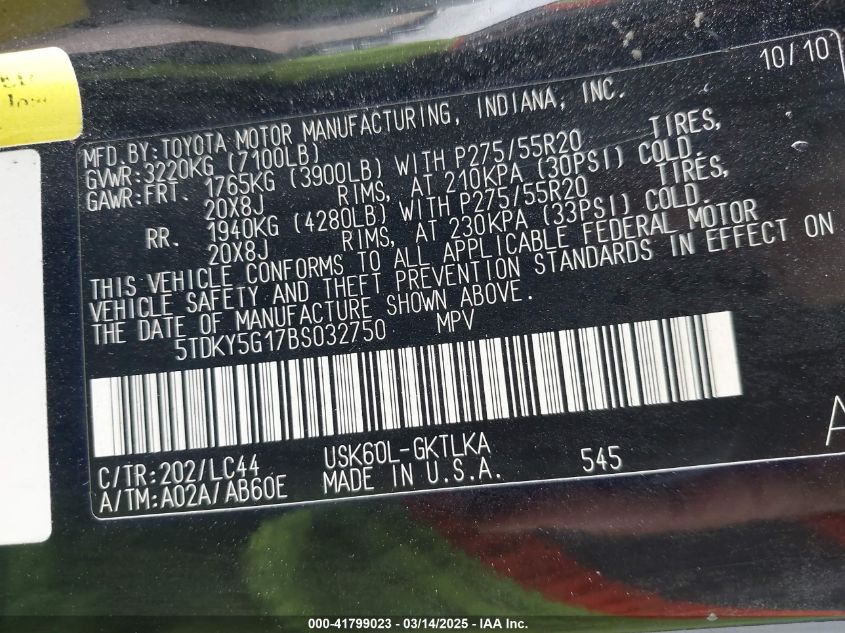 10/10
MFD.BY:TOYOTA MOTOR MANUFACTURING, INDIANA, INC.
GVWR:3220KG (7100LB)
GAWR:FRT. 1765KG (3900LB) WITH P275/55R20 TIRES,
20X8J RIMS, AT 210KPA (30PSI) COLD.
RR. 1940KG (4280LB) WITH P275/55R20 TIRES,
20X8J RIMS, AT 230KPA (33PSI) COLD.
THIS VEHICLE CONFORMS TO ALL APPLICABLE FEDERAL MOTOR
VEHICLE SAFETY AND THEFT PREVENTION STANDARDS IN EFFECT ON
THE DATE OF MANUFACTURE SHOWN ABOVE.
5TDKY5G17BS032750 MPV
C/TR:202/LC44 USK60L-GKTLKA 545
A/TM:A02A/AB60E MADE IN U.S.A.
A
000-41799023 - 03/14/2025 - IAA Inc.